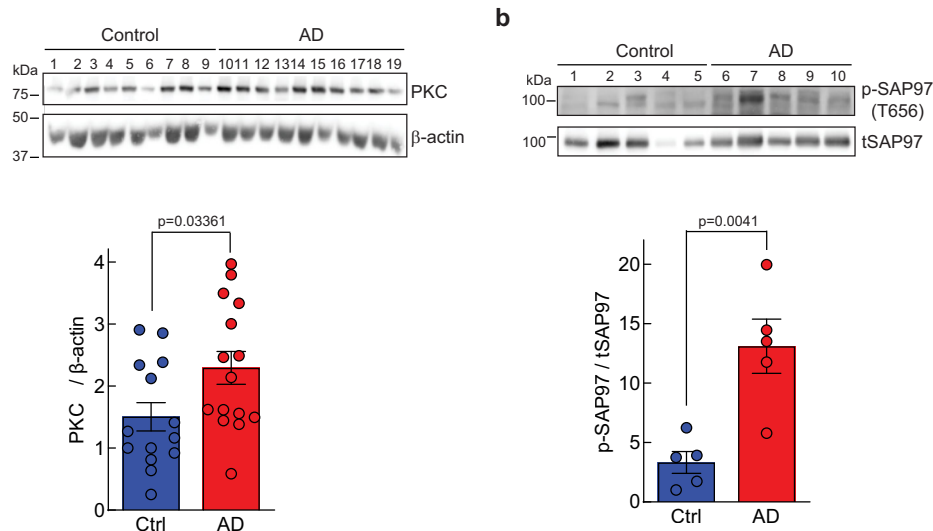 Control AD
1 2 3 4 5 6 7 8 9 10 11 12 13 14 15 16 17 18 19
kDa
75
PKC
50
37
β-actin
p=0.03361
PKC / β-actin
4
3
2
1
0
Ctrl AD
b
Control AD
kDa
1 2 3 4 5 6 7 8 9 10
100
p-SAP97
(T656)
100
tSAP97
p=0.0041
p-SAP97 / tSAP97
20
15
10
5
0
Ctrl AD